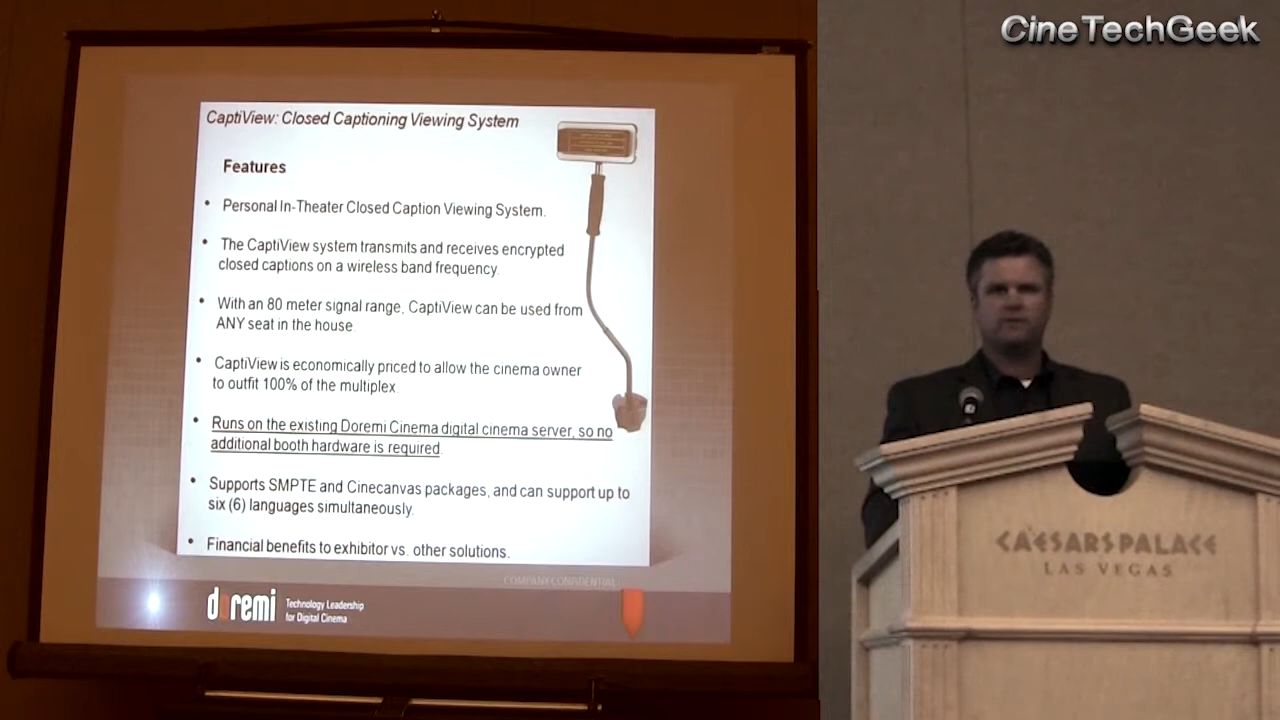 CineTechGeek
CaptiView: Closed Captioning Viewing System
Features
• Personal In-Theater Closed Caption Viewing System.
• The CaptiView system transmits and receives encrypted
closed captions on a wireless band frequency.
• With an 80 meter signal range, CaptiView can be used from
ANY seat in the house.
• CaptiView is economically priced to allow the cinema owner
to outfit 100% of the multiplex.
• Runs on the existing Doremi Cinema digital cinema server, so no
additional booth hardware is required.
• Supports SMPTE and Cinecanvas packages, and can support up to
six (6) languages simultaneously.
• Financial benefits to exhibitor vs. other solutions.
COMPANY CONFIDENTIAL
doremi
Technology Leadership
for Digital Cinema
CAESARS PALACE
LAS VEGAS